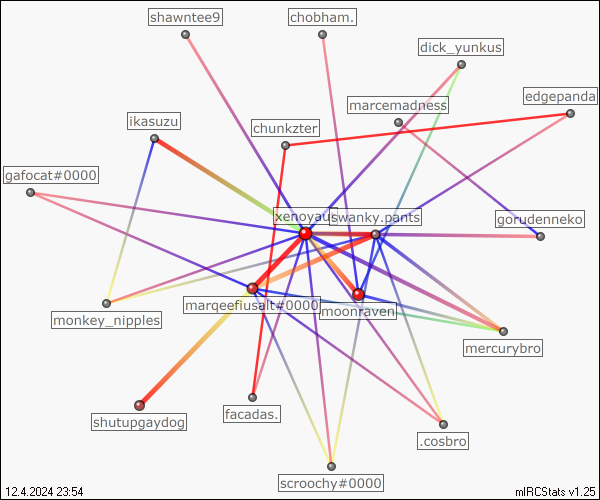 shawntee9
chobham.
dick_yunkus
edgepanda
marcemadness
ikasuzu
chunkzter
gafocat#0000
xenoyaus
swanky.pants
gorudenneko
marqeefiusalt#0000
moonraven.
monkey_nipples
mercurybro
facadas.
shutupgaydog
.cosbro
scroochy#0000
12.4.2024 23:54
mIRCStats v1.25